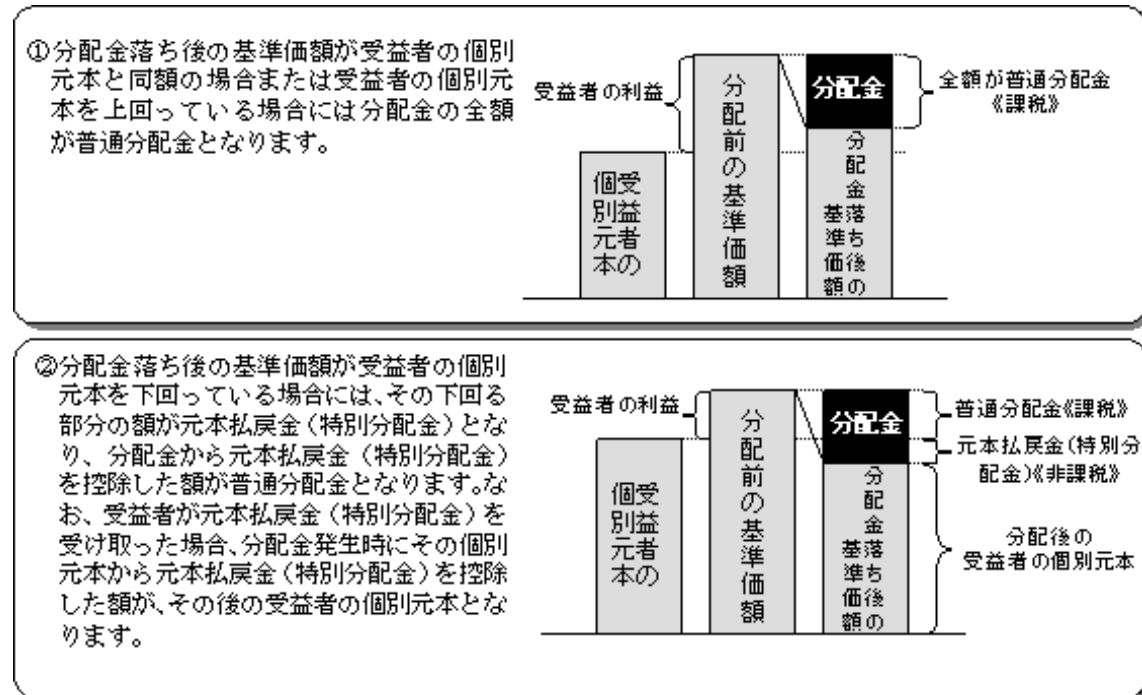 ①分配金落ち後の基準価額が受益者の個別
元本と同額の場合または受益者の個別元
本を上回っている場合には分配金の全額
が普通分配金となります。
受益者の利益
受益者の
個別元本
分配前の基準価額
分配金
分配金落ち後の
基準価額
全額が普通分配金
《課税》
②分配金落ち後の基準価額が受益者の個別
元本を下回っている場合には、その下回る
部分の額が元本払戻金（特別分配金）とな
り、分配金から元本払戻金（特別分配金）
を控除した額が普通分配金となります。な
お、受益者が元本払戻金（特別分配金）を
受け取った場合、分配金発生時にその個別
元本から元本払戻金（特別分配金）を控除
した額が、その後の受益者の個別元本とな
ります。
受益者の利益
受益者の
個別元本
分配前の基準価額
分配金
分配金落ち後の
基準価額
普通分配金《課税》
元本払戻金(特別分
配金)《非課税》
分配後の
受益者の個別元本